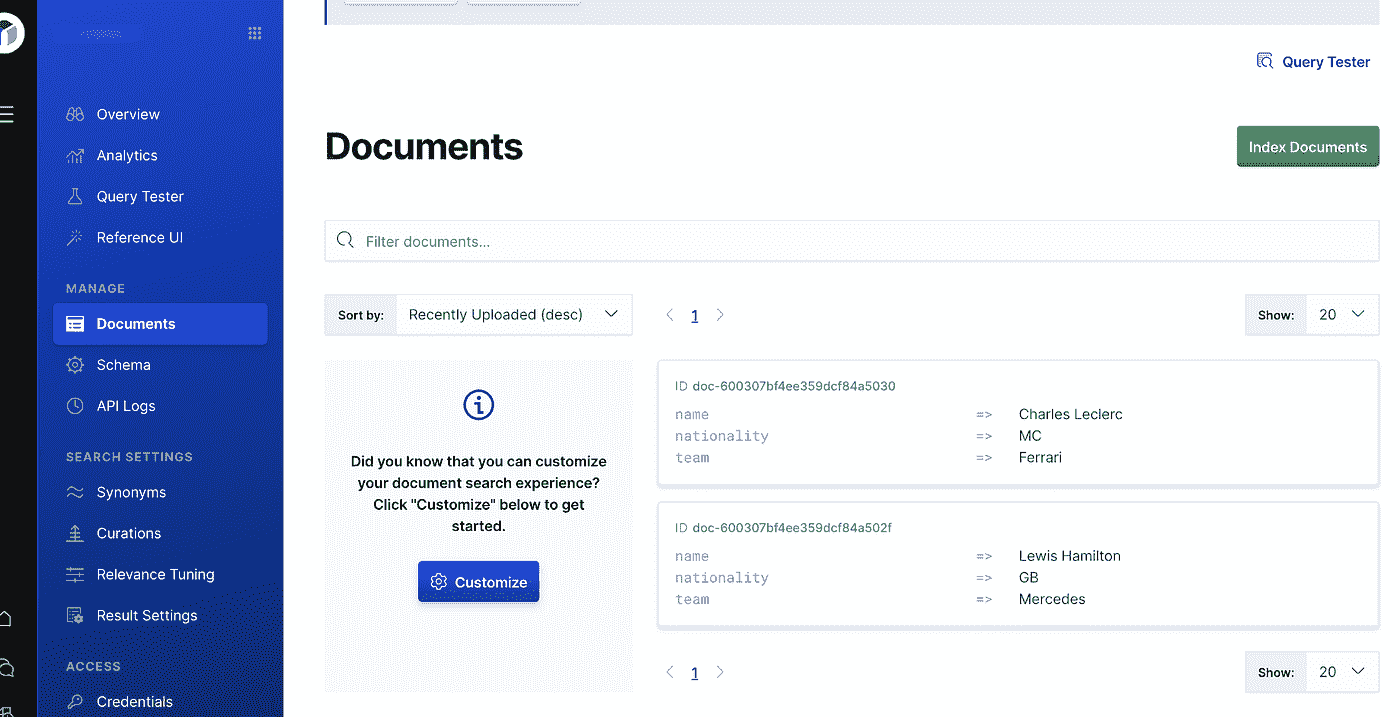 Overview
Analytics
Query Tester
Reference UI
MANAGE
Documents
Schema
API Logs
SEARCH SETTINGS
Synonyms
Curations
Relevance Tuning
Result Settings
ACCESS
Credentials
Query Tester
Documents
Index Documents
Filter documents...
Sort by: Recently Uploaded (desc)
1
Show: 20
Did you know that you can customize
your document search experience?
Click "Customize" below to get
started.
Customize
ID doc-600307bf4ee359dcf84a5030
name => Charles Leclerc
nationality => MC
team => Ferrari
ID doc-600307bf4ee359dcf84a502f
name => Lewis Hamilton
nationality => GB
team => Mercedes
1
Show: 20